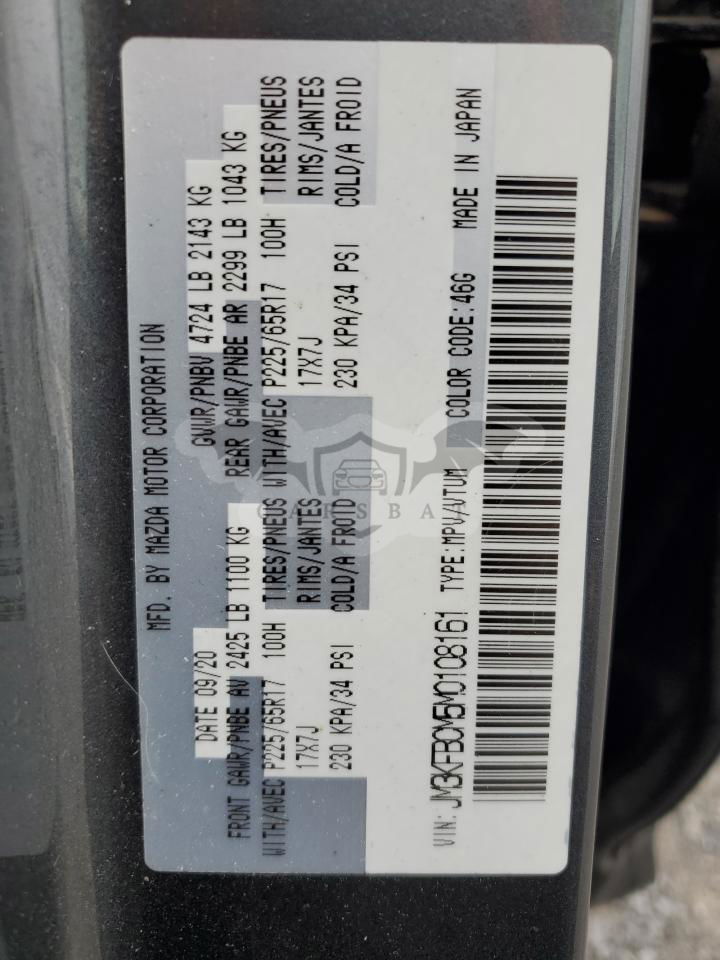 MFD. BY MAZDA MOTOR CORPORATION
DATE 09/20 GVWR/PNBV 4724 LB 2143 KG
FRONT GAWR/PNBE AV 2425 LB 1100 KG REAR GAWR/PNBE AR 2299 LB 1043 KG
WITH/AVEC P225/65R17 100H TIRES/PNEUS WITH/AVEC P225/65R17 100H TIRES/PNEUS
17X7J RIMS/JANTES 17X7J RIMS/JANTES
230 KPA/34 PSI COLD/A FROID 230 KPA/34 PSI COLD/A FROID
VIN: JM3KFBCM5M0108161 TYPE:MPV/VTUM COLOR CODE:46G MADE IN JAPAN
CARSBAT